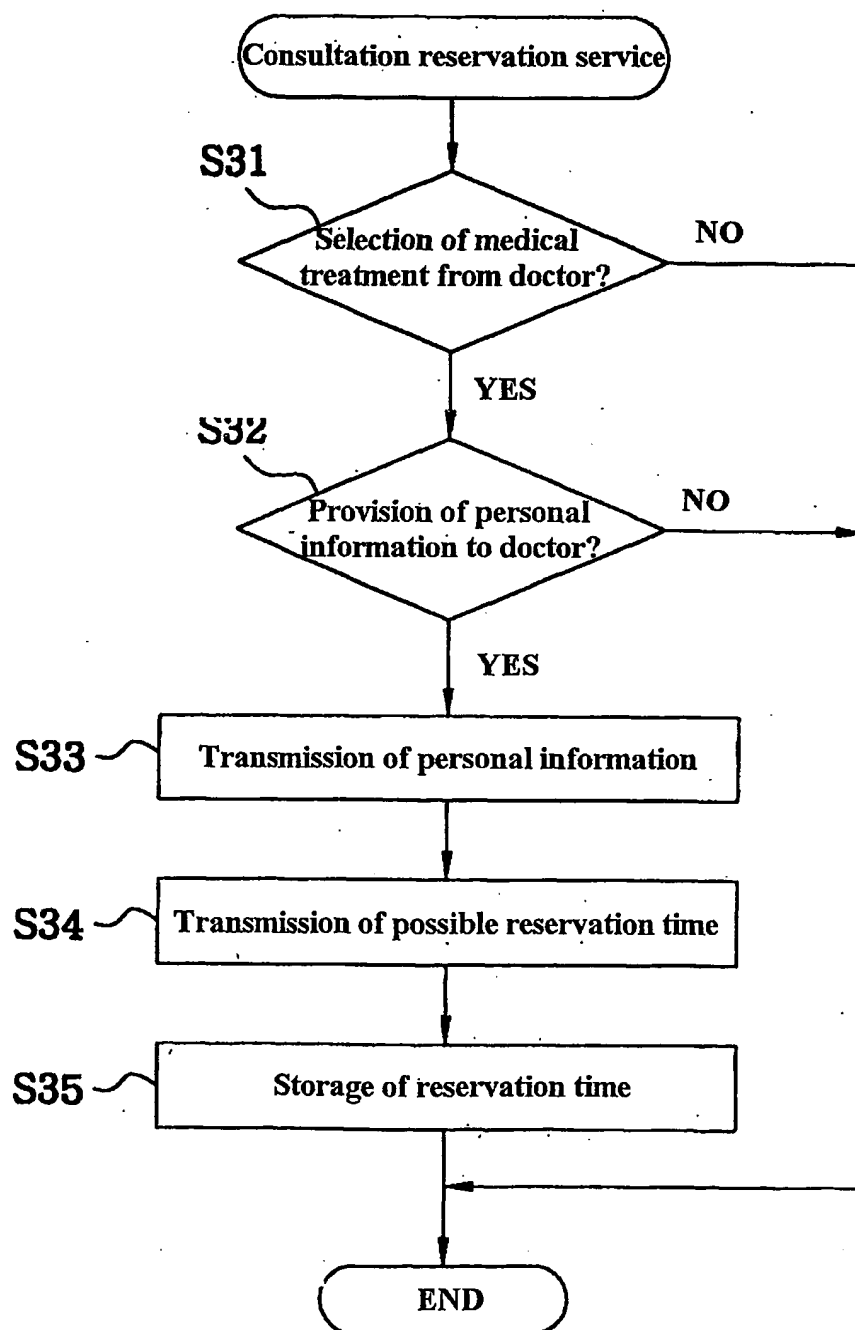 Consultation reservation service
S31
Selection of medical
treatment from doctor?
NO
YES
S32
Provision of personal
information to doctor?
NO
YES
S33
Transmission of personal information
S34
Transmission of possible reservation time
S35
Storage of reservation time
END